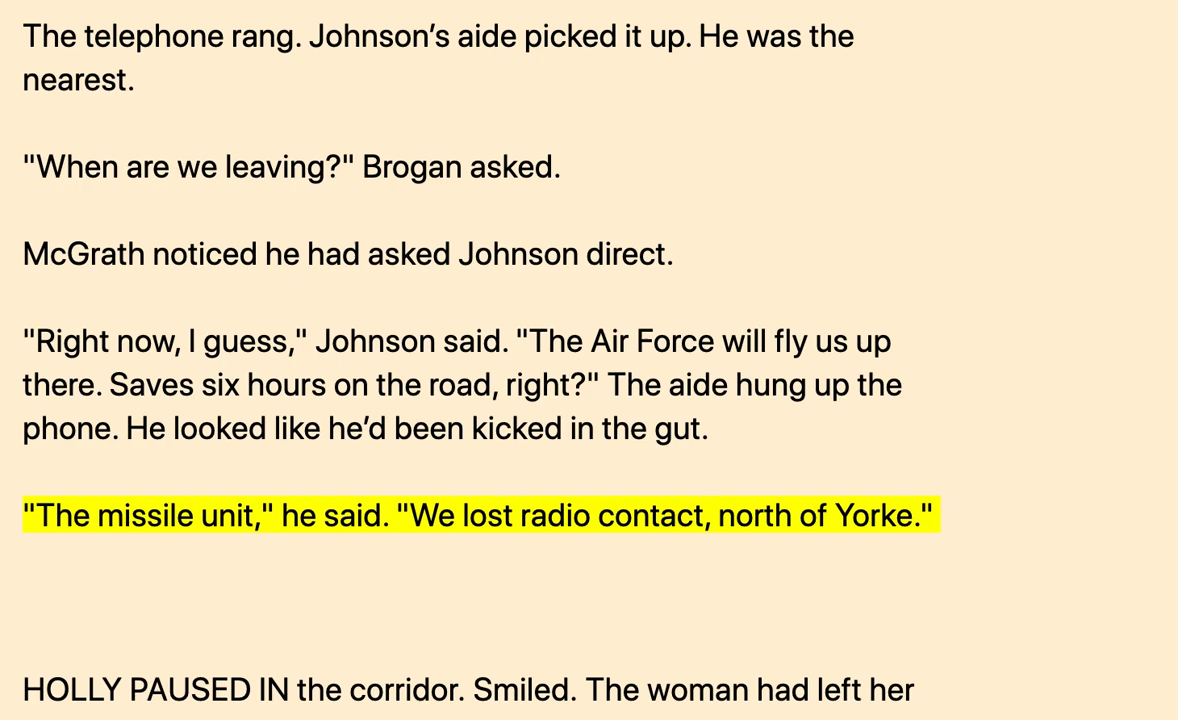 The telephone rang. Johnson’s aide picked it up. He was the
nearest.
"When are we leaving?" Brogan asked.
McGrath noticed he had asked Johnson direct.
"Right now, I guess," Johnson said. "The Air Force will fly us up
there. Saves six hours on the road, right?" The aide hung up the
phone. He looked like he’d been kicked in the gut.
"The missile unit," he said. "We lost radio contact, north of Yorke."
HOLLY PAUSED IN the corridor. Smiled. The woman had left her